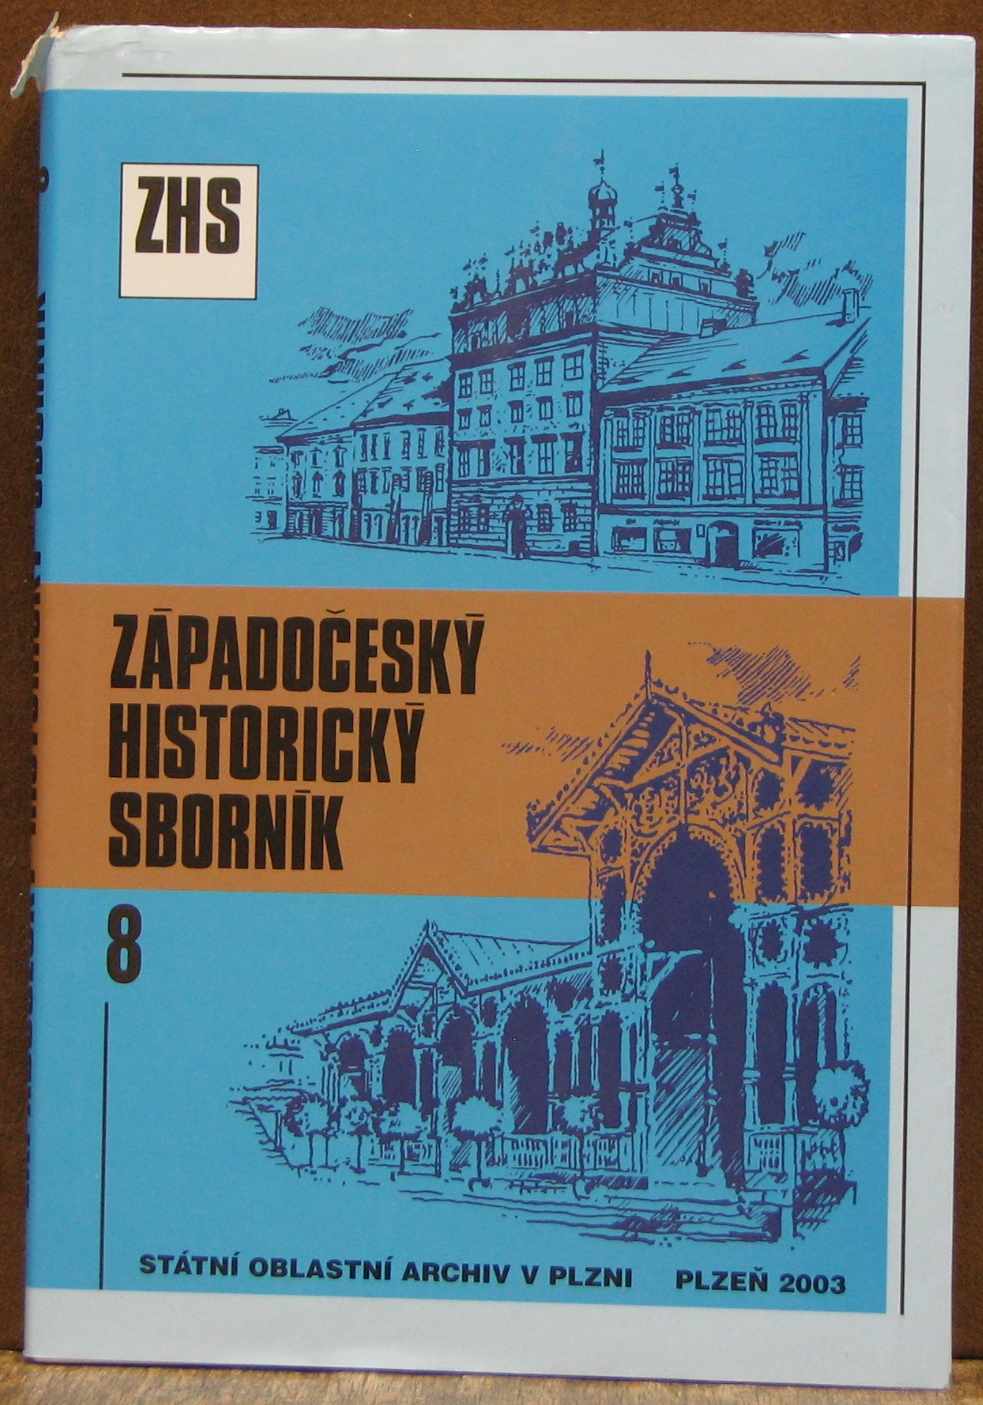 ZHS
ZÁPADOČESKÝ
HISTORICKÝ
SBORNÍK
8
STÁTNÍ OBLASTNÍ ARCHIV V PLZNI PLZEŇ 2003